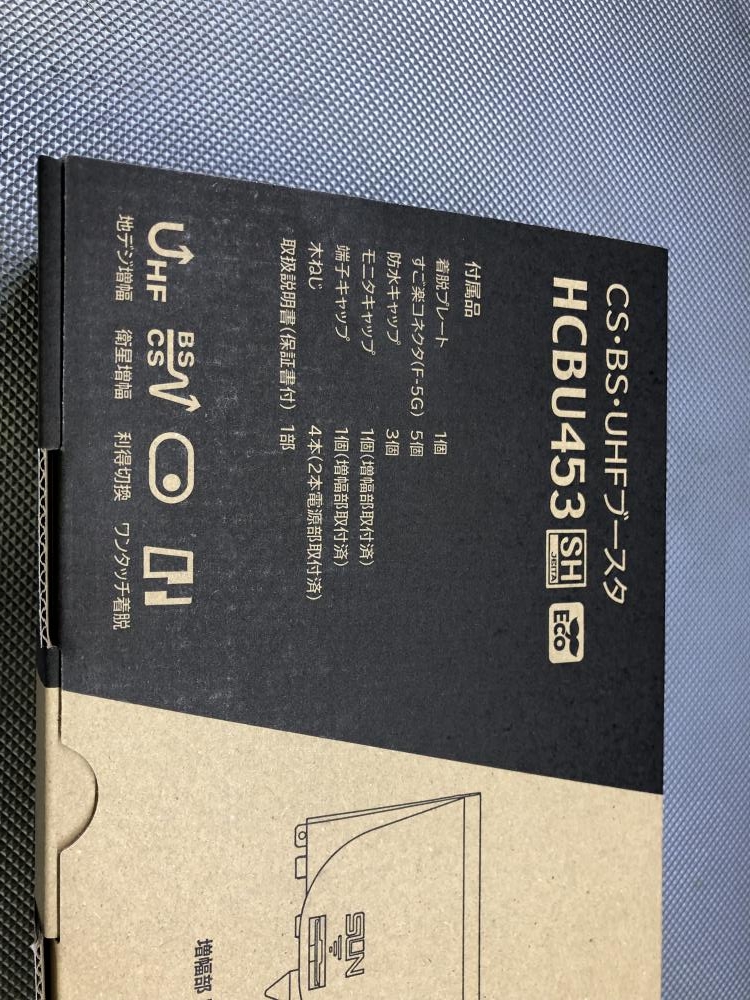 CS・BS・UHFブースタ
HCBU453 SH JEITA ECO
付属品
着脱プレート 1個
すご楽コネクタ(F-5G) 5個
防水キャップ 3個
モニタキャップ 1個(増幅部取付済)
端子キャップ 1個(増幅部取付済)
木ねじ 4本(2本電源部取付済)
取扱説明書(保証書付) 1部
UHF BS CS
地デジ増幅 衛星増幅 利得切換 ワンタッチ着脱
SUN
増幅部